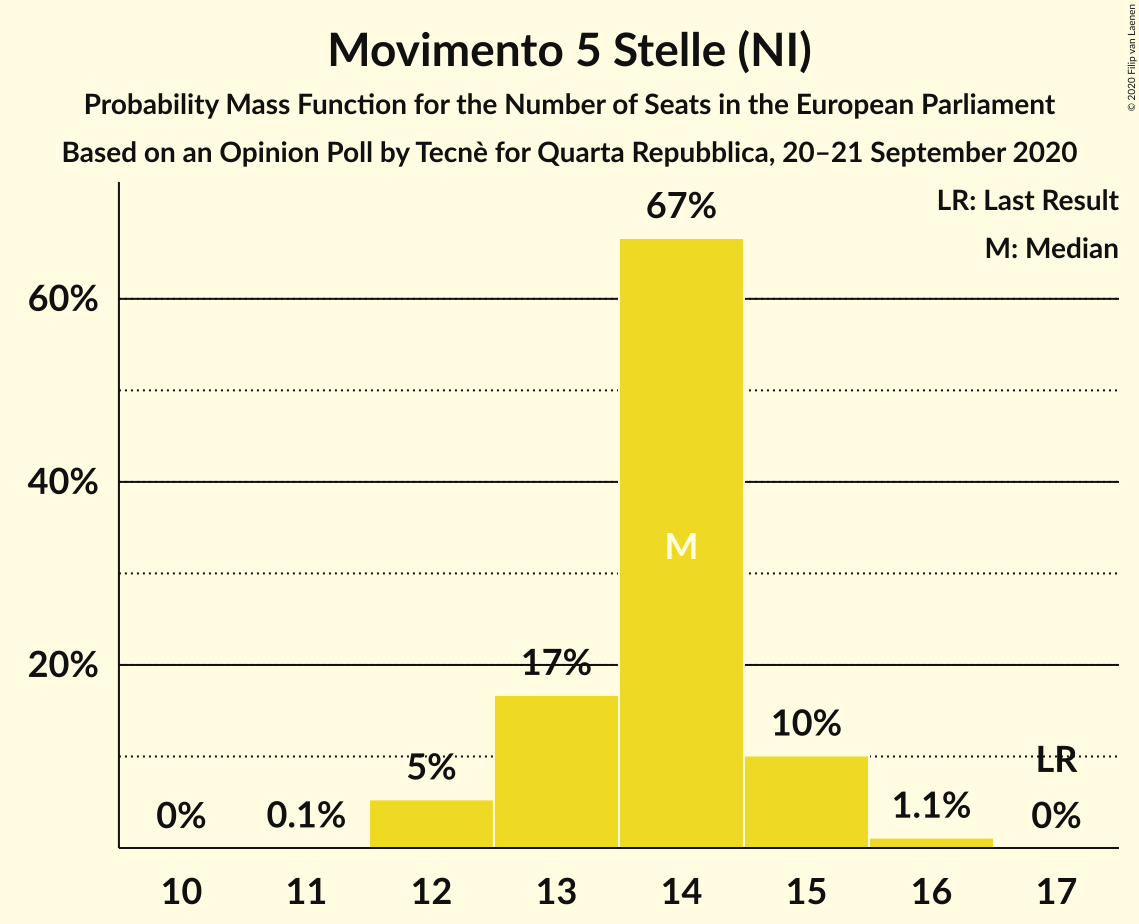 Movimento 5 Stelle (NI)
Probability Mass Function for the Number of Seats in the European Parliament
Based on an Opinion Poll by Tecnè for Quarta Repubblica, 20–21 September 2020
© 2020 Filip van Laenen
LR: Last Result
M: Median
67%
60%
40%
M
20%
17%
10%
5%
LR
0%
0.1%
1.1%
0%
10 11 12 13 14 15 16 17